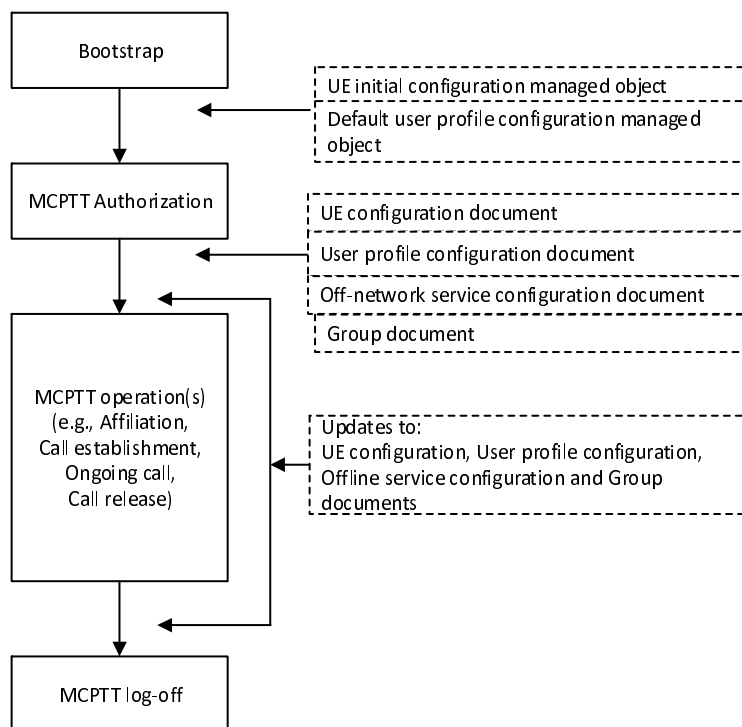 Bootstrap
UE initial configuration managed object
Default user profile configuration managed
object
MCPTT Authorization
UE configuration document
User profile configuration document
Off-network service configuration document
Group document
MCPTT operation(s)
(e.g., Affiliation,
Call establishment,
Ongoing call,
Call release)
Updates to:
UE configuration, User profile configuration,
Offline service configuration and Group
documents
MCPTT log-off